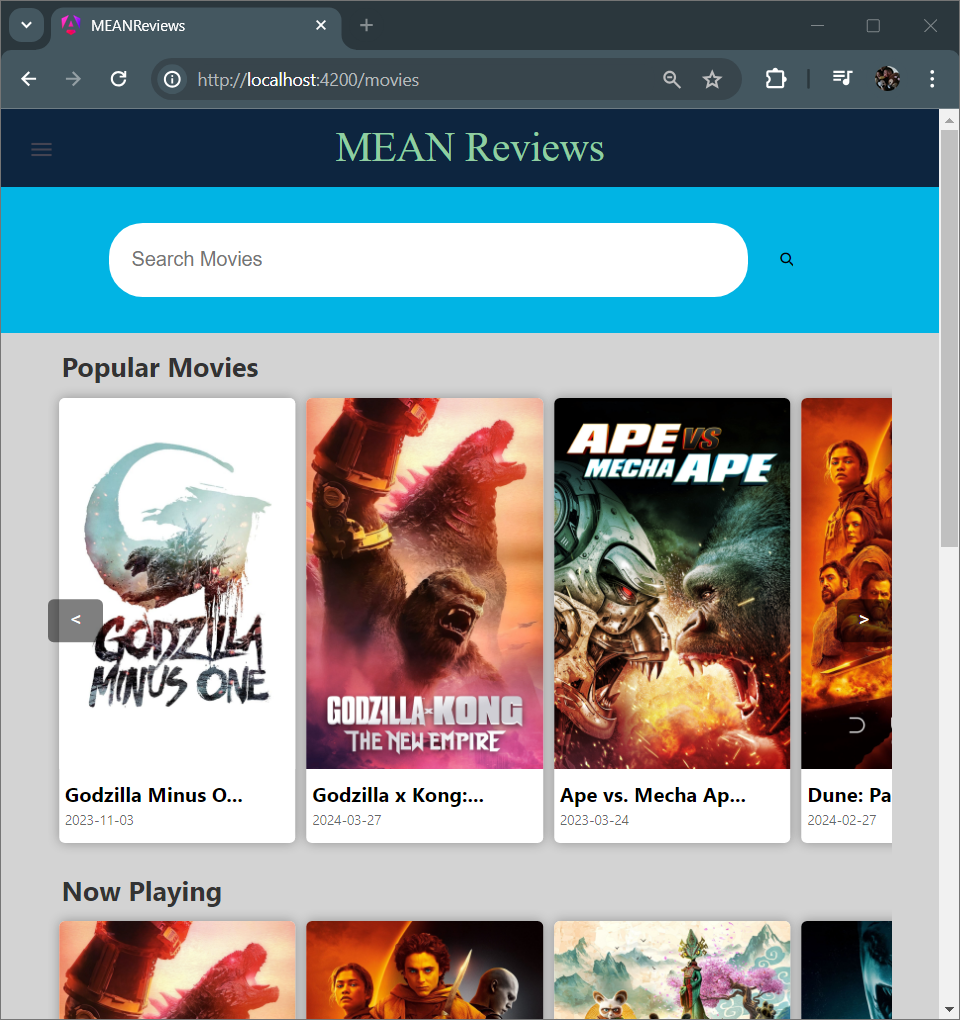 MEANReviews
http://localhost:4200/movies
MEAN Reviews
Search Movies
Popular Movies
GODZILLA
MINUS ONE
GODZILLA x KONG
THE NEW EMPIRE
APE VS
MECHA APE
<
>
Godzilla Minus O...
2023-11-03
Godzilla x Kong:...
2024-03-27
Ape vs. Mecha Ap...
2023-03-24
Dune: Pa
2024-02-27
Now Playing